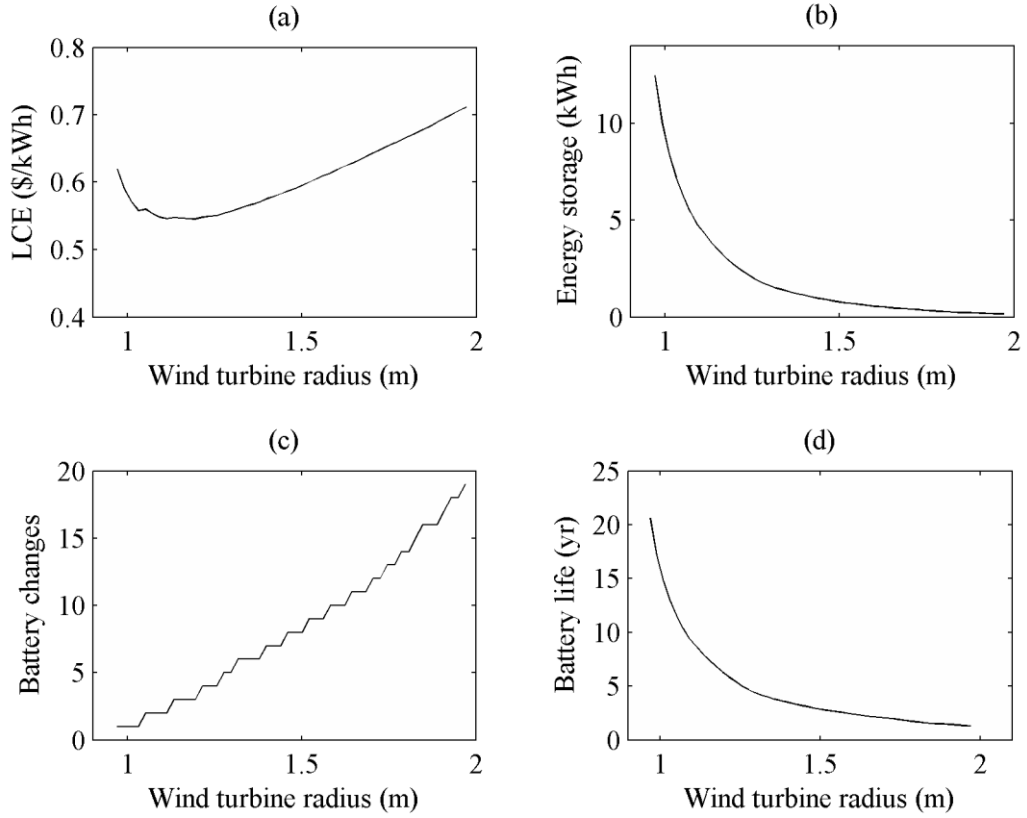 (a)
0.8
0.7
0.6
0.5
0.4
LCE ($/kWh)
1 1.5 2
Wind turbine radius (m)
(b)
10
5
0
Energy storage (kWh)
1 1.5 2
Wind turbine radius (m)
(c)
20
15
10
5
0
Battery changes
1 1.5 2
Wind turbine radius (m)
(d)
25
20
15
10
5
0
Battery life (yr)
1 1.5 2
Wind turbine radius (m)